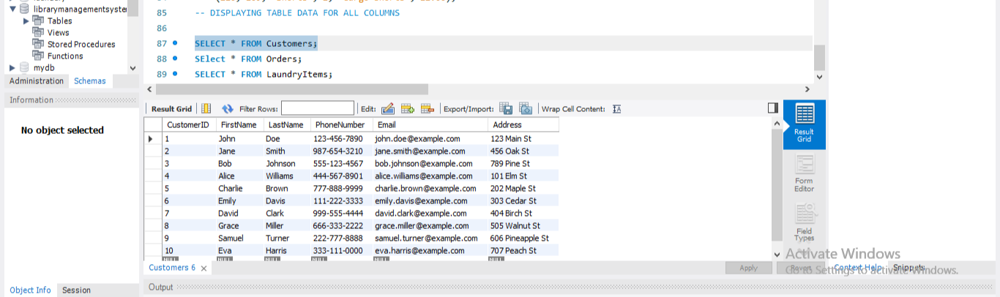 librarymanagementsyster
Tables
Views
Stored Procedures
Functions
mydb
Administration Schemas
Information
No object selected
Object Info Session
85 -- DISPLAYING TABLE DATA FOR ALL COLUMNS
86
87 SELECT * FROM Customers;
88 SElect * FROM Orders;
89 SELECT * FROM LaundryItems;
Result Grid Filter Rows: Edit: Export/Import: Wrap Cell Content:
CustomerID FirstName LastName PhoneNumber Email Address
1 John Doe 123-456-7890 john.doe@example.com 123 Main St
2 Jane Smith 987-654-3210 jane.smith@example.com 456 Oak St
3 Bob Johnson 555-123-4567 bob.johnson@example.com 789 Pine St
4 Alice Williams 444-567-8901 alice.williams@example.com 101 Elm St
5 Charlie Brown 777-888-9999 charlie.brown@example.com 202 Maple St
6 Emily Davis 111-222-3333 emily.davis@example.com 303 Cedar St
7 David Clark 999-555-4444 david.clark@example.com 404 Birch St
8 Grace Miller 666-333-2222 grace.miller@example.com 505 Walnut St
9 Samuel Turner 222-777-8888 samuel.turner@example.com 606 Pineapple St
10 Eva Harris 333-111-0000 eva.harris@example.com 707 Peach St
NULL NULL NULL NULL NULL NULL
Result
Grid
Form
Editor
Field
Types
Customers 6 Apply Revert Context Help Snippets
Output
Activate Windows
Go to Settings to activate Windows.